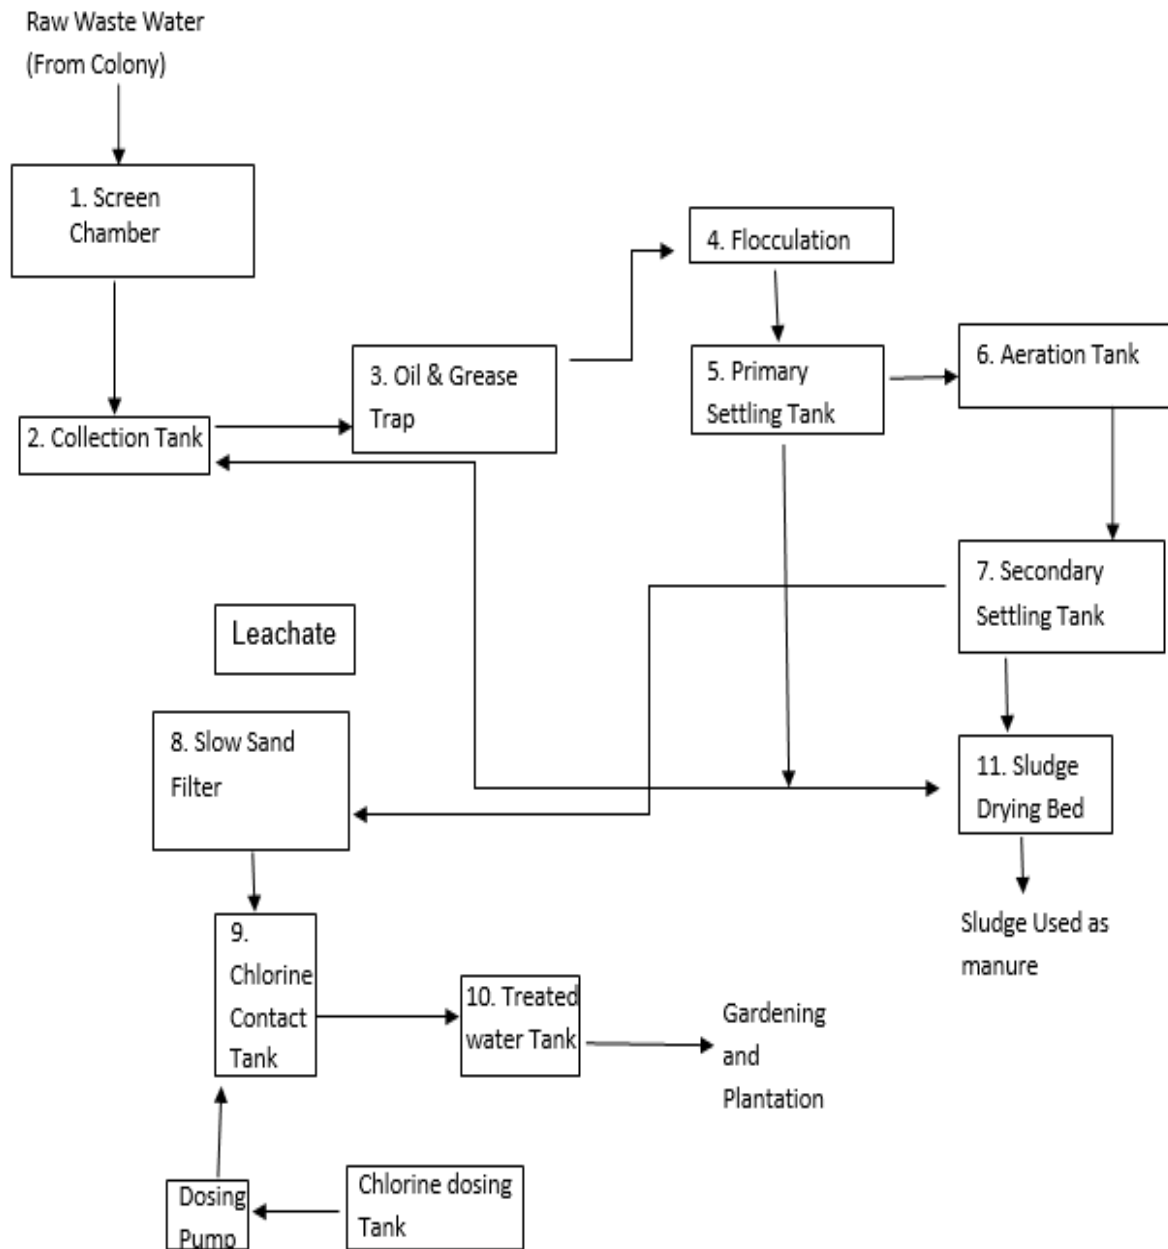 Raw Waste Water
(From Colony)
1. Screen
Chamber
2. Collection Tank
3. Oil & Grease
Trap
4. Flocculation
5. Primary
Settling Tank
6. Aeration Tank
7. Secondary
Settling Tank
Leachate
8. Slow Sand
Filter
11. Sludge
Drying Bed
Sludge Used as
manure
9.
Chlorine
Contact
Tank
10. Treated
water Tank
Gardening
and
Plantation
Dosing
Pump
Chlorine dosing
Tank